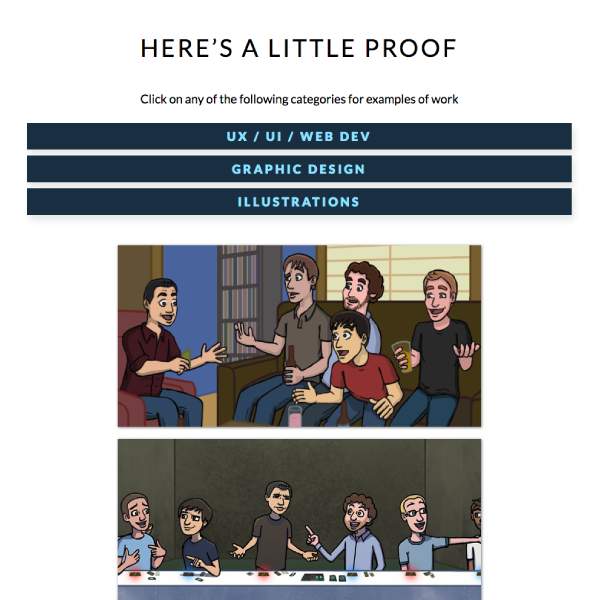 HERE'S A LITTLE PROOF
Click on any of the following categories for examples of work
UX / UI / WEB DEV
GRAPHIC DESIGN
ILLUSTRATIONS